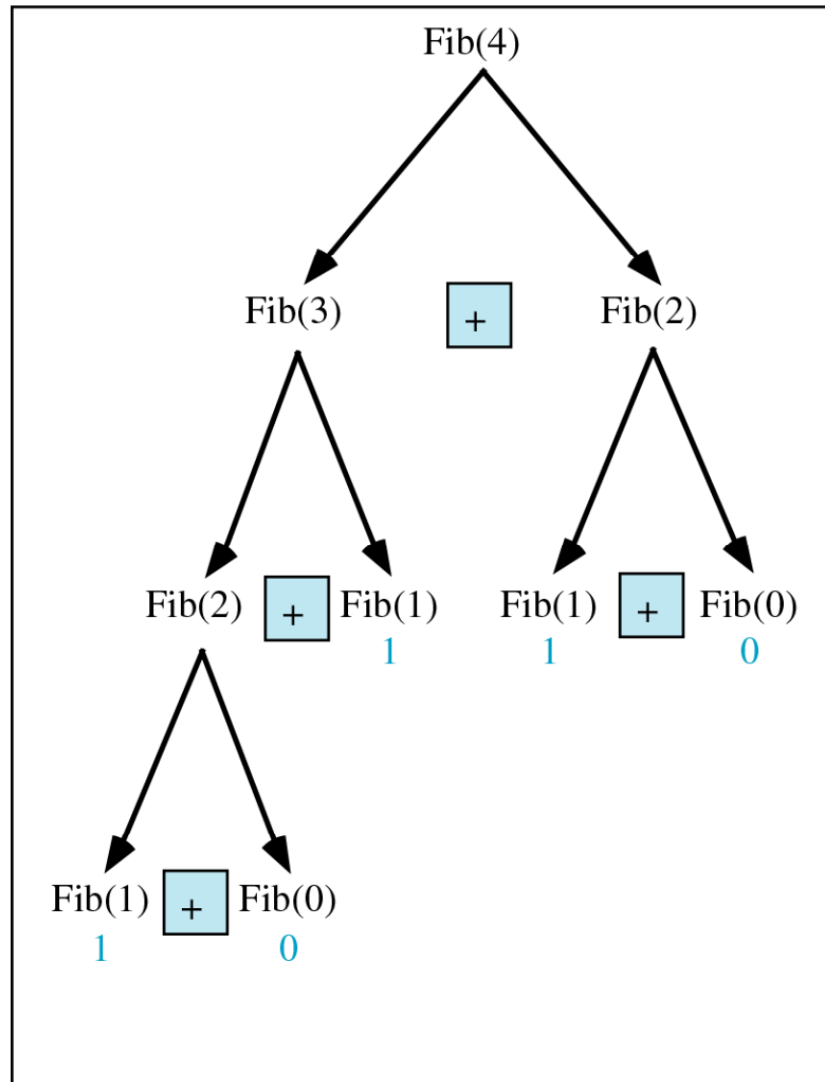 Fib(4)
Fib(3) + Fib(2)
Fib(2) + Fib(1) Fib(1) + Fib(0)
1 1 0
Fib(1) + Fib(0)
1 0